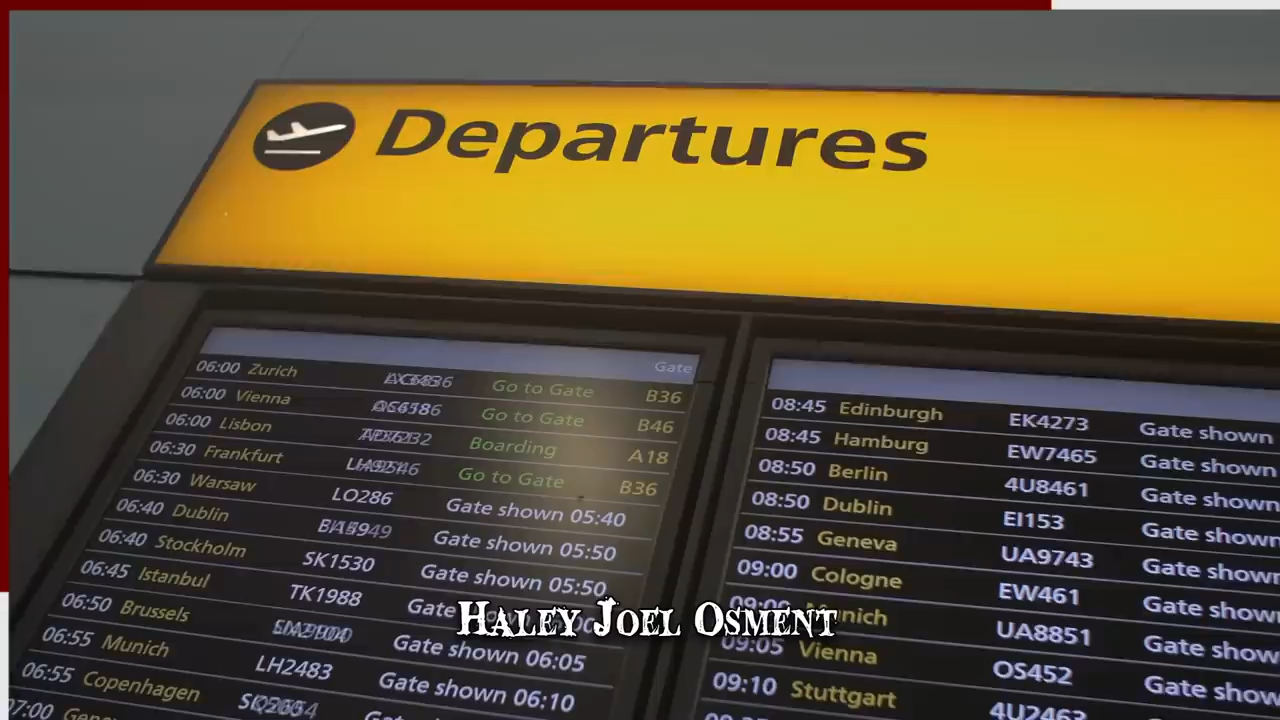 Departures
Gate
06:00 Zurich Go to Gate B36
06:00 Vienna Go to Gate B46
06:00 Lisbon Boarding A18
06:30 Frankfurt Go to Gate B36
06:30 Warsaw LO286 Gate shown 05:40
06:40 Dublin Gate shown 05:50
06:40 Stockholm SK1530 Gate shown 05:50
06:45 Istanbul TK1988
06:50 Brussels Gate shown 06:05
06:55 Munich LH2483 Gate shown 06:10
06:55 Copenhagen
07:00
08:45 Edinburgh EK4273 Gate shown
08:45 Hamburg EW7465 Gate shown
08:50 Berlin 4U8461 Gate shown
08:50 Dublin EI153 Gate shown
08:55 Geneva UA9743 Gate shown
09:00 Cologne EW461 Gate shown
Munich UA8851 Gate shown
09:05 Vienna OS452 Gate show
09:10 Stuttgart 4U2463
Haley Joel Osment